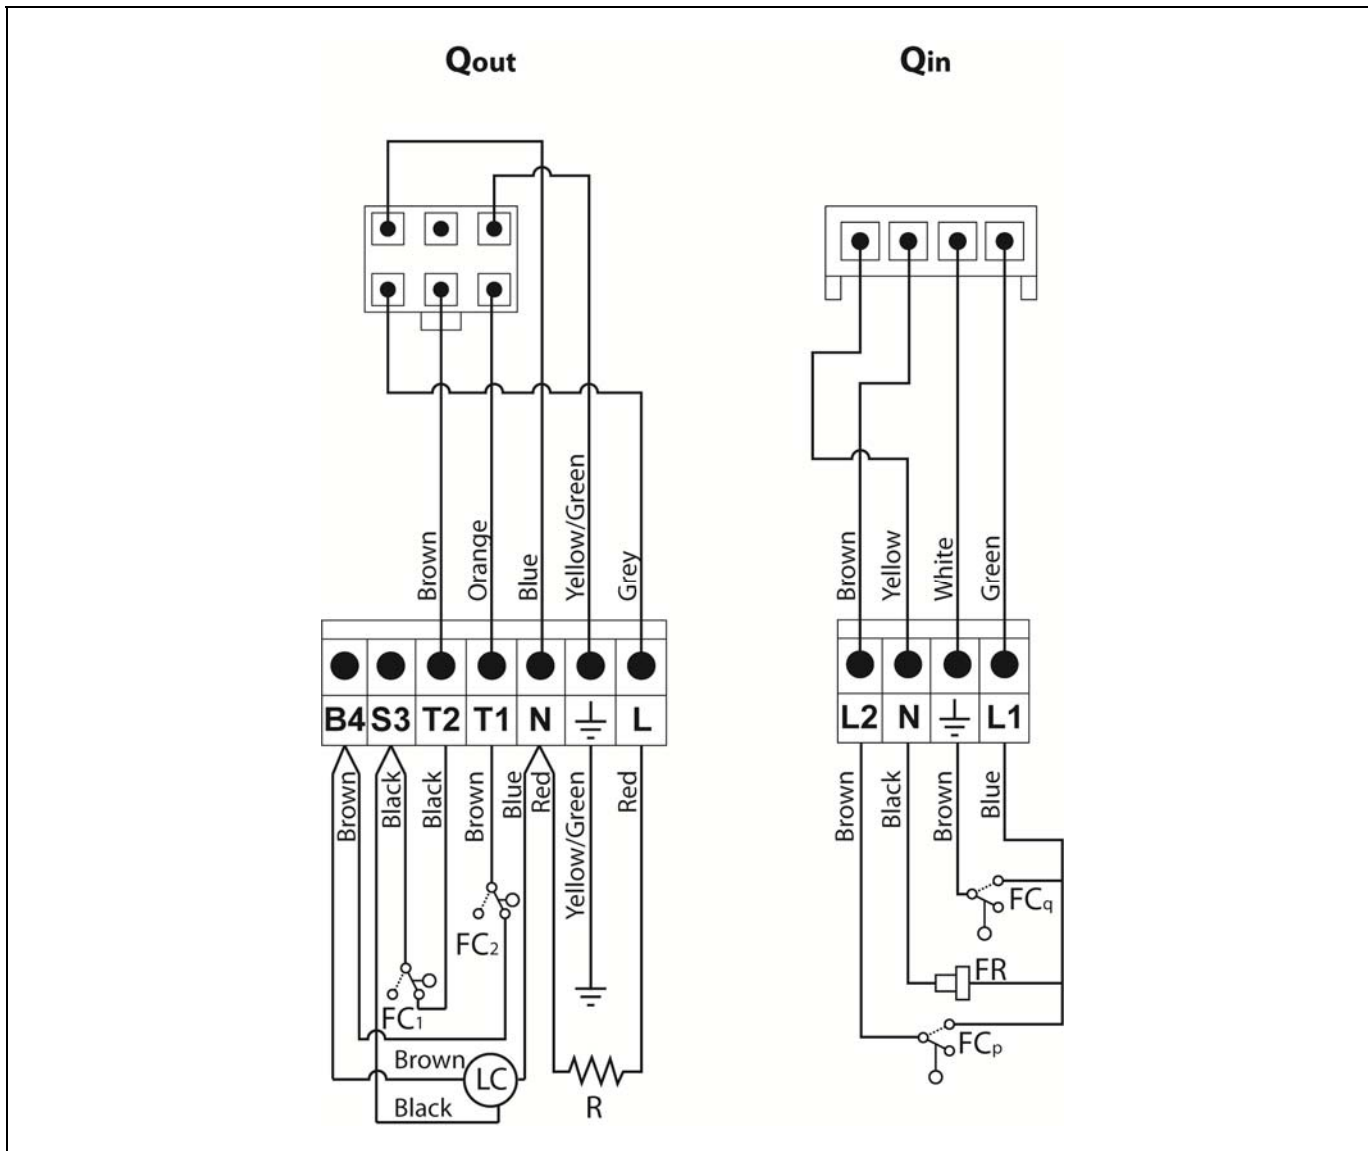 Qout
Qin
Brown
Orange
Blue
Yellow/Green
Grey
Brown
Yellow
White
Green
B4 S3 T2 T1 N L
L2 N L1
Brown
Black
Black
Brown
Blue
Red
Yellow/Green
Red
Brown
Black
Brown
Blue
FCq
FC2
FR
FC1
FCp
Brown
LC
Black
R